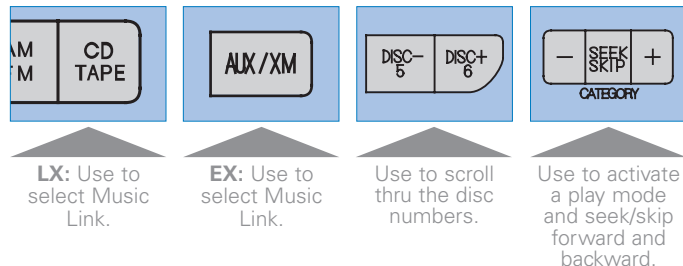 AM
FM
CD
TAPE
AUX/XM
DISC-
5
DISC+
6
-
SEEK
SKIP
+
CATEGORY
LX: Use to
select Music
Link.
EX: Use to
select Music
Link.
Use to scroll
thru the disc
numbers.
Use to activate
a play mode
and seek/skip
forward and
backward.